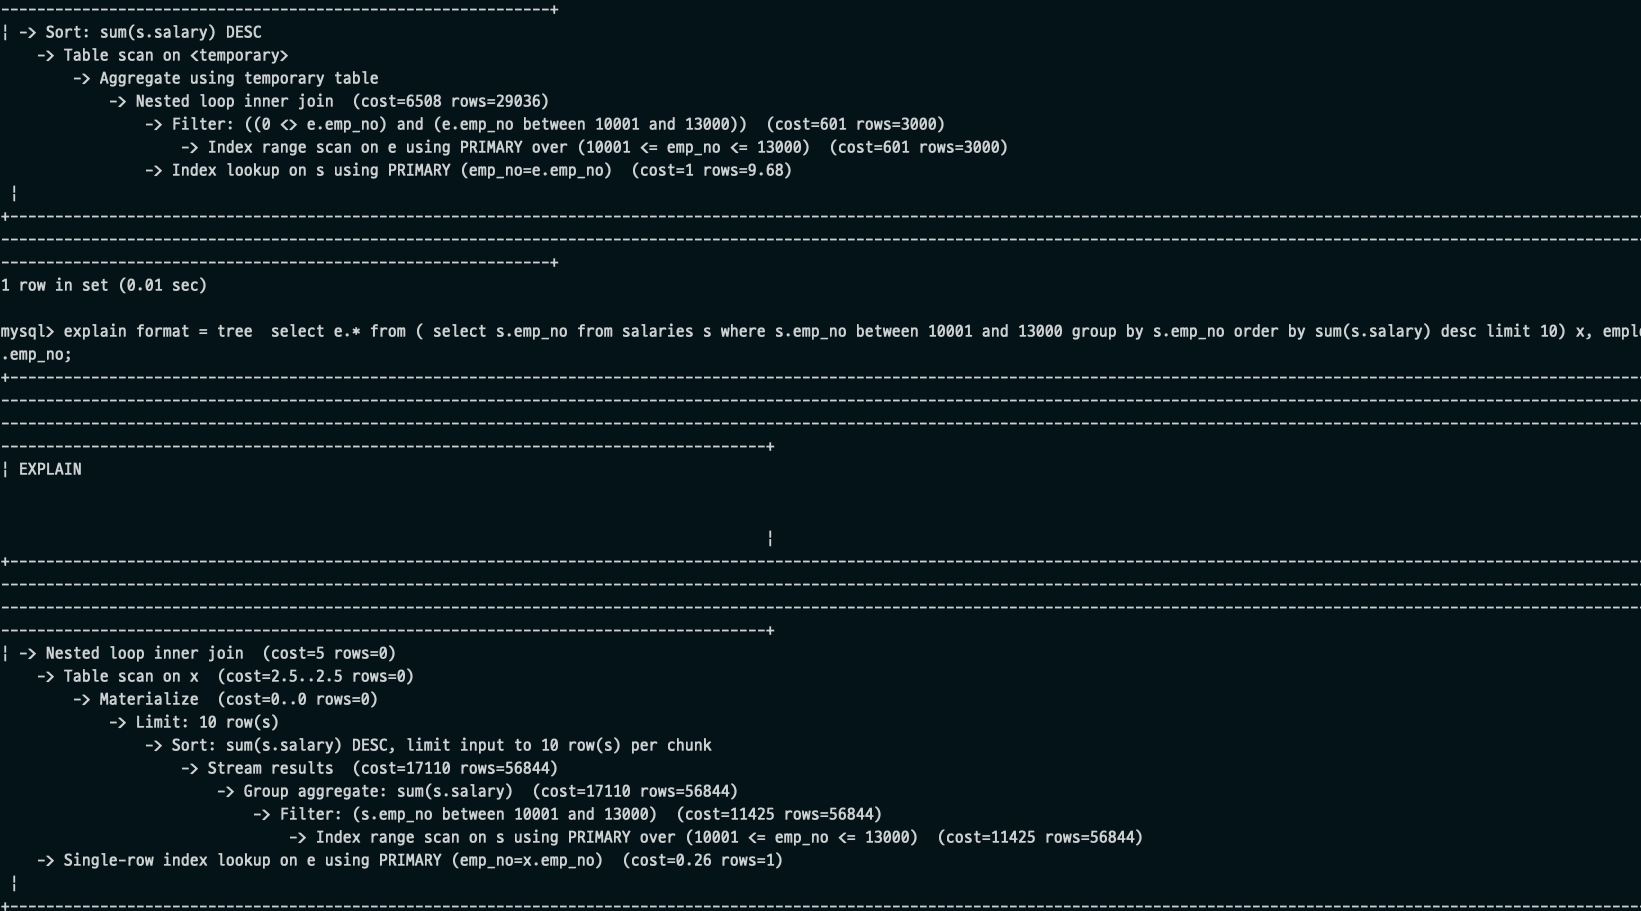 ------------------------------------------------------------+
¦ -> Sort: sum(s.salary) DESC
    -> Table scan on <temporary>
        -> Aggregate using temporary table
            -> Nested loop inner join  (cost=6508 rows=29036)
                -> Filter: ((0 <> e.emp_no) and (e.emp_no between 10001 and 13000))  (cost=601 rows=3000)
                    -> Index range scan on e using PRIMARY over (10001 <= emp_no <= 13000)  (cost=601 rows=3000)
                -> Index lookup on s using PRIMARY (emp_no=e.emp_no)  (cost=1 rows=9.68)
 ¦
1 row in set (0.01 sec)
mysql> explain format = tree  select e.* from ( select s.emp_no from salaries s where s.emp_no between 10001 and 13000 group by s.emp_no order by sum(s.salary) desc limit 10) x,
.emp_no;
¦ EXPLAIN
¦
¦ -> Nested loop inner join  (cost=5 rows=0)
    -> Table scan on x  (cost=2.5..2.5 rows=0)
        -> Materialize  (cost=0..0 rows=0)
            -> Limit: 10 row(s)
                -> Sort: sum(s.salary) DESC, limit input to 10 row(s) per chunk
                    -> Stream results  (cost=17110 rows=56844)
                        -> Group aggregate: sum(s.salary)  (cost=17110 rows=56844)
                            -> Filter: (s.emp_no between 10001 and 13000)  (cost=11425 rows=56844)
                                -> Index range scan on s using PRIMARY over (10001 <= emp_no <= 13000)  (cost=11425 rows=56844)
    -> Single-row index lookup on e using PRIMARY (emp_no=x.emp_no)  (cost=0.26 rows=1)
 ¦